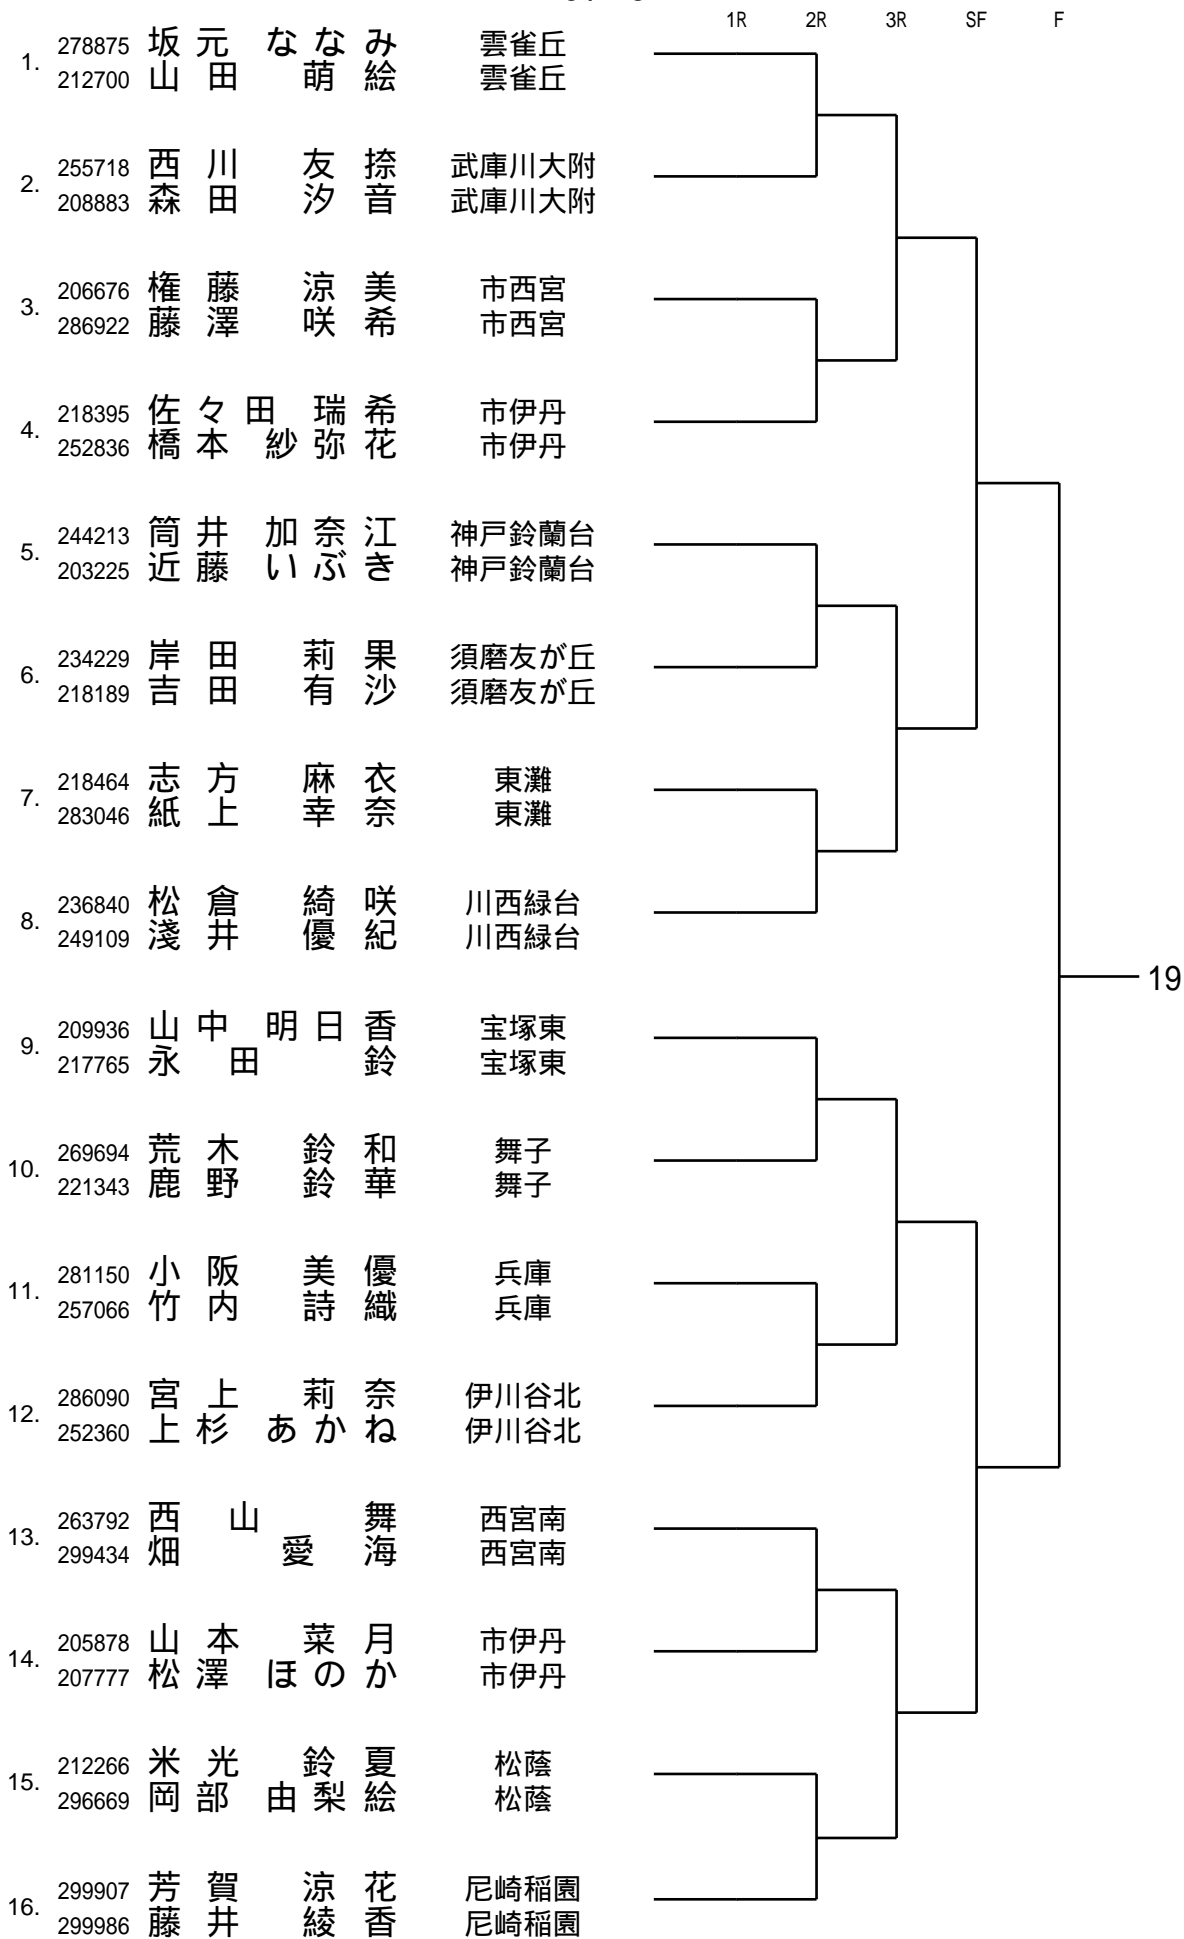 1R 2R 3R SF F
1. 278875 坂元 ななみ 雲雀丘
212700 山田 萌絵 雲雀丘
2. 255718 西川 友捺 武庫川大附
208883 森田 汐音 武庫川大附
3. 206676 権藤 涼美 市西宮
286922 藤澤 咲希 市西宮
4. 218395 佐々田 瑞希 市伊丹
252836 橋本 紗弥花 市伊丹
5. 244213 筒井 加奈江 神戸鈴蘭台
203225 近藤 いぶき 神戸鈴蘭台
6. 234229 岸田 莉果 須磨友が丘
218189 吉田 有沙 須磨友が丘
7. 218464 志方 麻衣 東灘
283046 紙上 幸奈 東灘
8. 236840 松倉 綺咲 川西緑台
249109 淺井 優紀 川西緑台
19
9. 209936 山中 明日香 宝塚東
217765 永田 鈴 宝塚東
10. 269694 荒木 鈴和 舞子
221343 鹿野 鈴華 舞子
11. 281150 小阪 美優 兵庫
257066 竹内 詩織 兵庫
12. 286090 宮上 莉奈 伊川谷北
252360 上杉 あかね 伊川谷北
13. 263792 西山 舞 西宮南
299434 畑 愛海 西宮南
14. 205878 山本 菜月 市伊丹
207777 松澤 ほのか 市伊丹
15. 212266 米光 鈴夏 松蔭
296669 岡部 由梨絵 松蔭
16. 299907 芳賀 涼花 尼崎稲園
299986 藤井 綾香 尼崎稲園